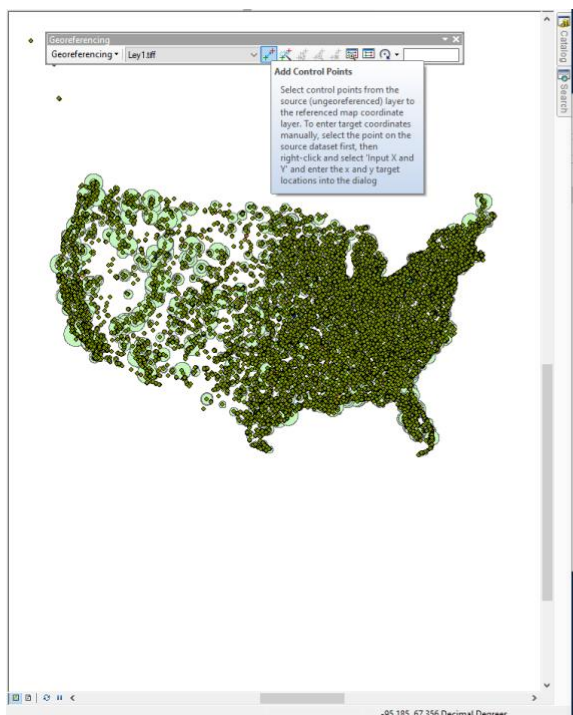 Georeferencing
Georeferencing Ley1.tiff
Add Control Points
Select control points from the
source (ungeoreferenced) layer to
the referenced map coordinate
layer. To enter target coordinates
manually, select the point on the
source dataset first, then
right-click and select 'Input X and
Y' and enter the x and y target
locations into the dialog
Catalog
Search
-95.185 67.356 Decimal Degrees